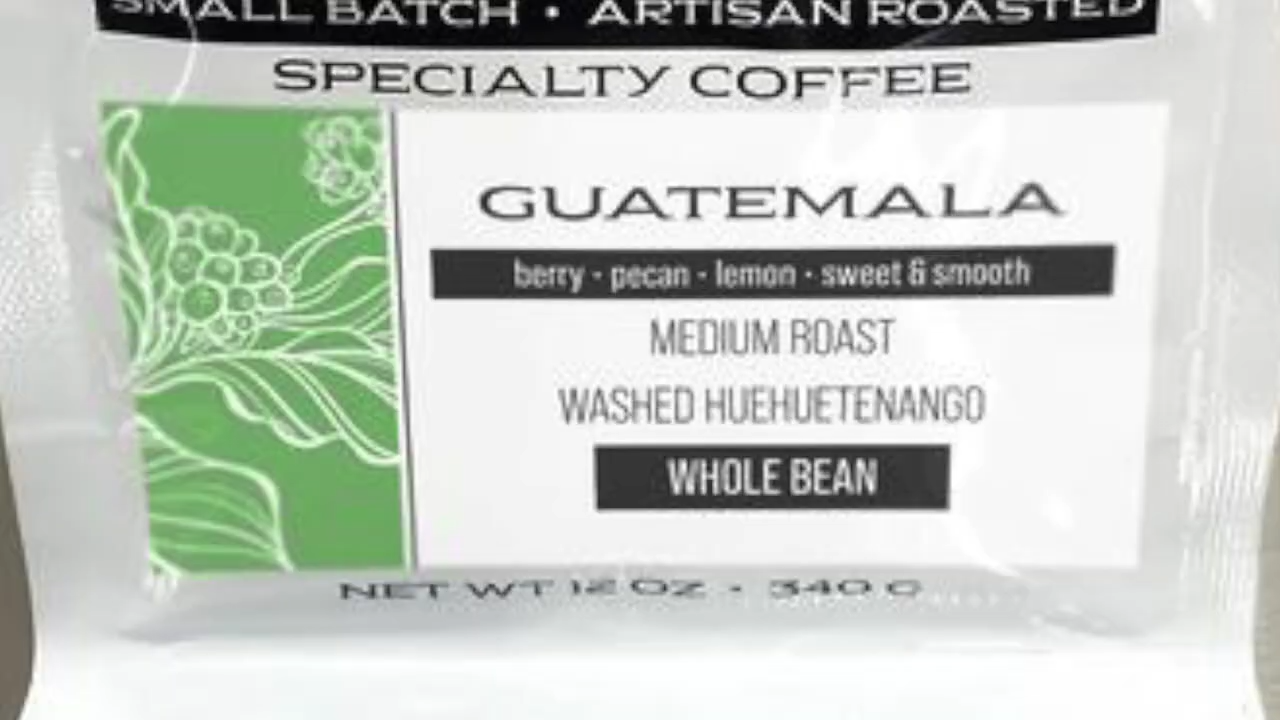 SMALL BATCH • ARTISAN ROASTED
SPECIALTY COFFEE
GUATEMALA
berry - pecan - lemon - sweet & smooth
MEDIUM ROAST
WASHED HUEHUETENANGO
WHOLE BEAN
NET WT 12 OZ - 340 G